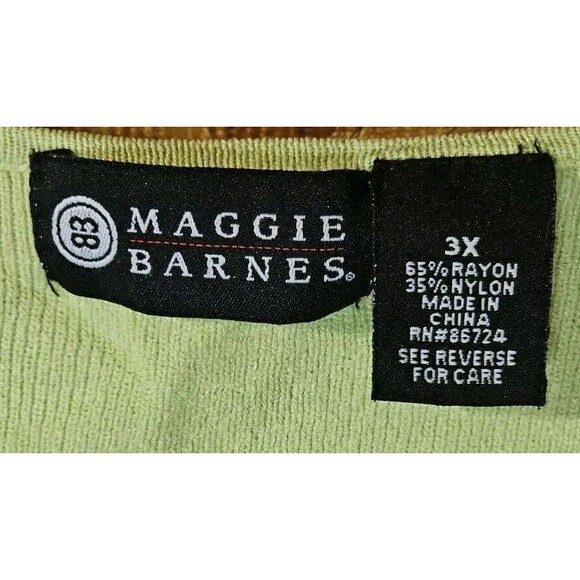 MAGGIE
BARNES®
3X
65% RAYON
35% NYLON
MADE IN
CHINA
RN#86724
SEE REVERSE
FOR CARE